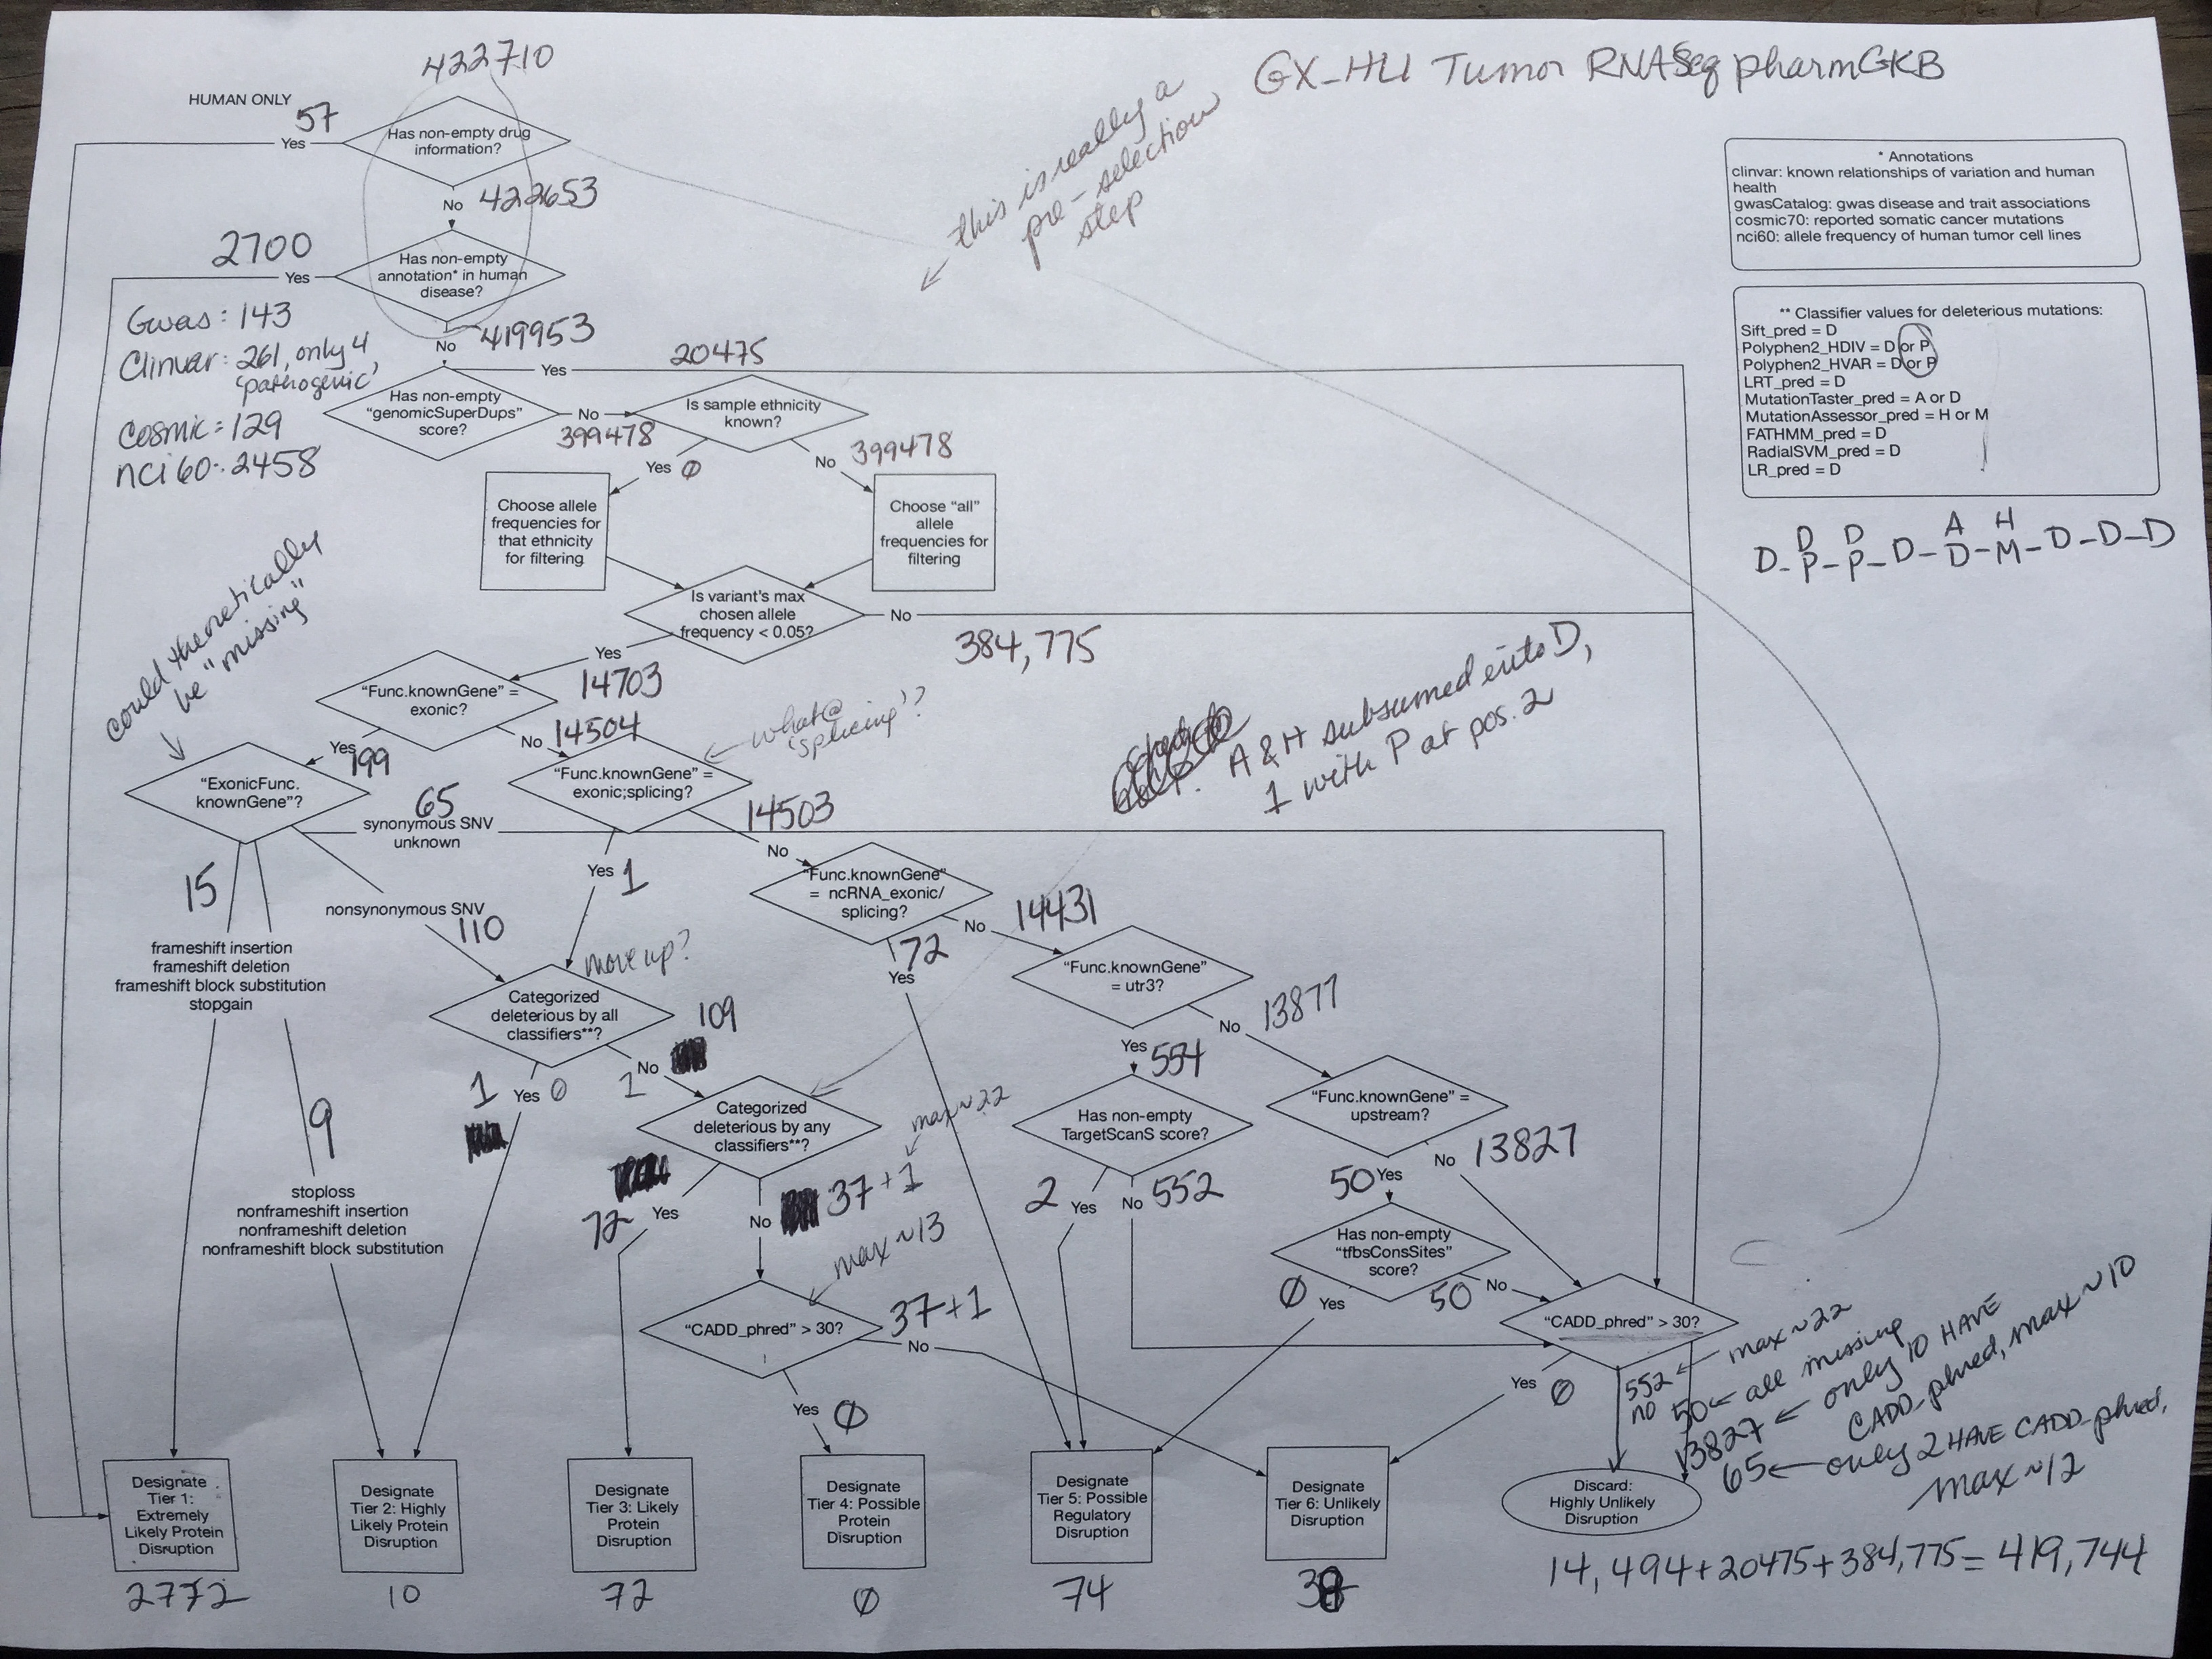 GX_HLI Tumor RNASeq pharmGKB
422710
HUMAN ONLY
57
Yes
Has non-empty drug
information?
No
422653
this is really a
pre-selection
step
* Annotations
clinvar: known relationships of variation and human
health
gwasCatalog: gwas disease and trait associations
cosmic70: reported somatic cancer mutations
nci60: allele frequency of human tumor cell lines
2700
Yes
Has non-empty
annotation* in human
disease?
No
419953
Gwas = 143
Clinvar: 261, only 4
"pathogenic"
Cosmic = 129
nci60: 2458
** Classifier values for deleterious mutations:
Sift_pred = D
Polyphen2_HDIV = D or P
Polyphen2_HVAR = D or P
LRT_pred = D
MutationTaster_pred = A or D
MutationAssessor_pred = H or M
FATHMM_pred = D
RadialSVM_pred = D
LR_pred = D
Has non-empty
"genomicSuperDups"
score?
Yes
20475
No
399478
Is sample ethnicity
known?
Yes
Ø
No
399478
Choose allele
frequencies for
that ethnicity
for filtering
Choose "all"
allele
frequencies for
filtering
D D A H
D-P-P-D-D-M-D-D-D
Is variant's max
chosen allele
frequency < 0.05?
No
384,775
Yes
14703
could theoretically
be "missing"
"Func.knownGene" =
exonic?
Yes
199
No
14504
← what @
splicing??
A & H subsumed into D,
1 with P at pos. 2
"ExonicFunc.
knownGene"?
15
frameshift insertion
frameshift deletion
frameshift block substitution
stopgain
65
synonymous SNV
unknown
nonsynonymous SNV
110
9
stoploss
nonframeshift insertion
nonframeshift deletion
nonframeshift block substitution
"Func.knownGene" =
exonic;splicing?
Yes
1
No
14503
"Func.knownGene"
= ncRNA_exonic/
splicing?
Yes
72
No
14431
move up?
Categorized
deleterious by all
classifiers**?
Yes
0
1
No
1
109
"Func.knownGene"
= utr3?
Yes
554
No
13877
Categorized
deleterious by any
classifiers**?
max~22
Yes
72
No
37+1
37+1
Has non-empty
TargetScanS score?
Yes
2
No
552
"Func.knownGene" =
upstream?
Yes
50
No
13827
max~13
"CADD_phred" > 30?
Yes
Ø
No
37+1
Has non-empty
"tfbsConsSites"
score?
Yes
Ø
No
50
"CADD_phred" > 30?
Yes
Ø
no
552 ← max~22
50 ← all missing
13827 ← only 10 HAVE
CADD_phred, max~10
65 ← only 2 HAVE CADD_phred,
max~12
Designate
Tier 1:
Extremely
Likely Protein
Disruption
2772
Designate
Tier 2: Highly
Likely Protein
Disruption
10
Designate
Tier 3: Likely
Protein
Disruption
72
Designate
Tier 4: Possible
Protein
Disruption
Ø
Designate
Tier 5: Possible
Regulatory
Disruption
74
Designate
Tier 6: Unlikely
Disruption
Discard:
Highly Unlikely
Disruption
14,494+20475+384,775=419,744